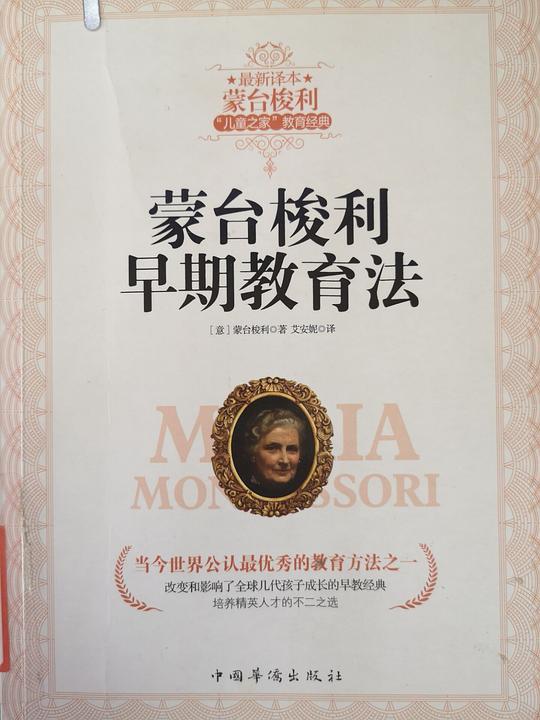 ★最新译本★
蒙台梭利
“儿童之家”教育经典
蒙台梭利
早期教育法
［意］蒙台梭利◎著 艾安妮◎译
M IA
MON SSORI
当今世界公认最优秀的教育方法之一
改变和影响了全球几代孩子成长的早教经典
培养精英人才的不二之选
中国华侨出版社